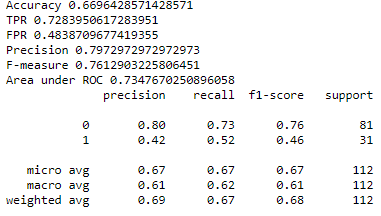 Accuracy 0.6696428571428571
TPR 0.7283950617283951
FPR 0.4838709677419355
Precision 0.7972972972972973
F-measure 0.7612903225806451
Area under ROC 0.7347670250896058
precision recall f1-score support
0 0.80 0.73 0.76 81
1 0.42 0.52 0.46 31
micro avg 0.67 0.67 0.67 112
macro avg 0.61 0.62 0.61 112
weighted avg 0.69 0.67 0.68 112